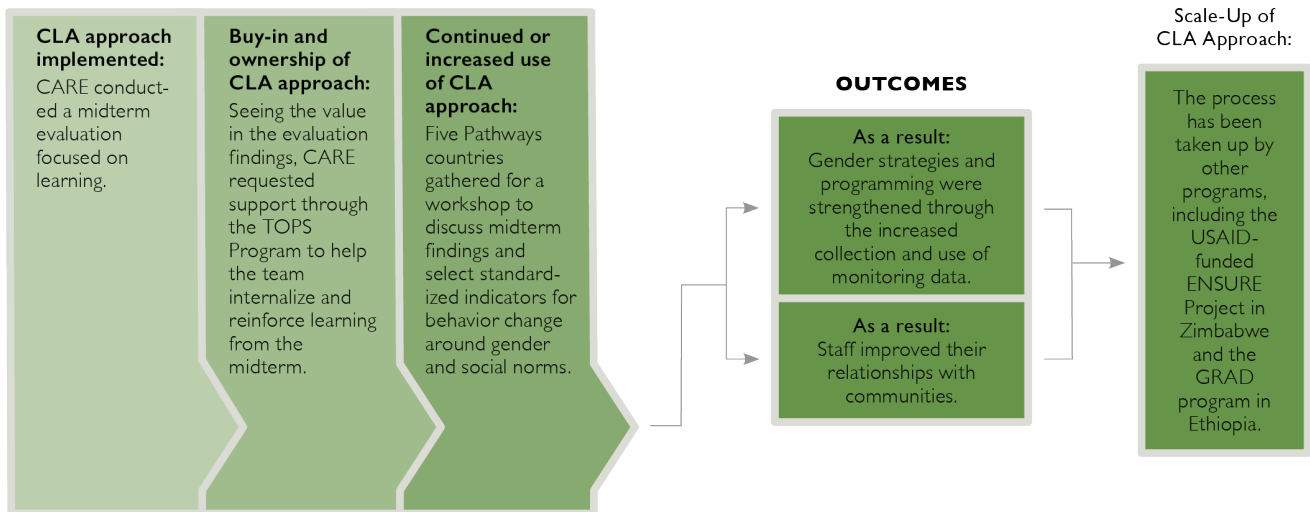 CLA approach
implemented:
CARE conduct-
ed a midterm
evaluation
focused on
learning.
Buy-in and
ownership of
CLA approach:
Seeing the value
in the evaluation
findings, CARE
requested
support through
the TOPS
Program to help
the team
internalize and
reinforce learning
from the
midterm.
Continued or
increased use
of CLA
approach:
Five Pathways
countries
gathered for a
workshop to
discuss midterm
findings and
select standard-
ized indicators for
behavior change
around gender
and social norms.
OUTCOMES
As a result:
Gender strategies and
programming were
strengthened through
the increased
collection and use of
monitoring data.
As a result:
Staff improved their
relationships with
communities.
Scale-Up of
CLA Approach:
The process
has been
taken up by
other
programs,
including the
USAID-
funded
ENSURE
Project in
Zimbabwe
and the
GRAD
program in
Ethiopia.